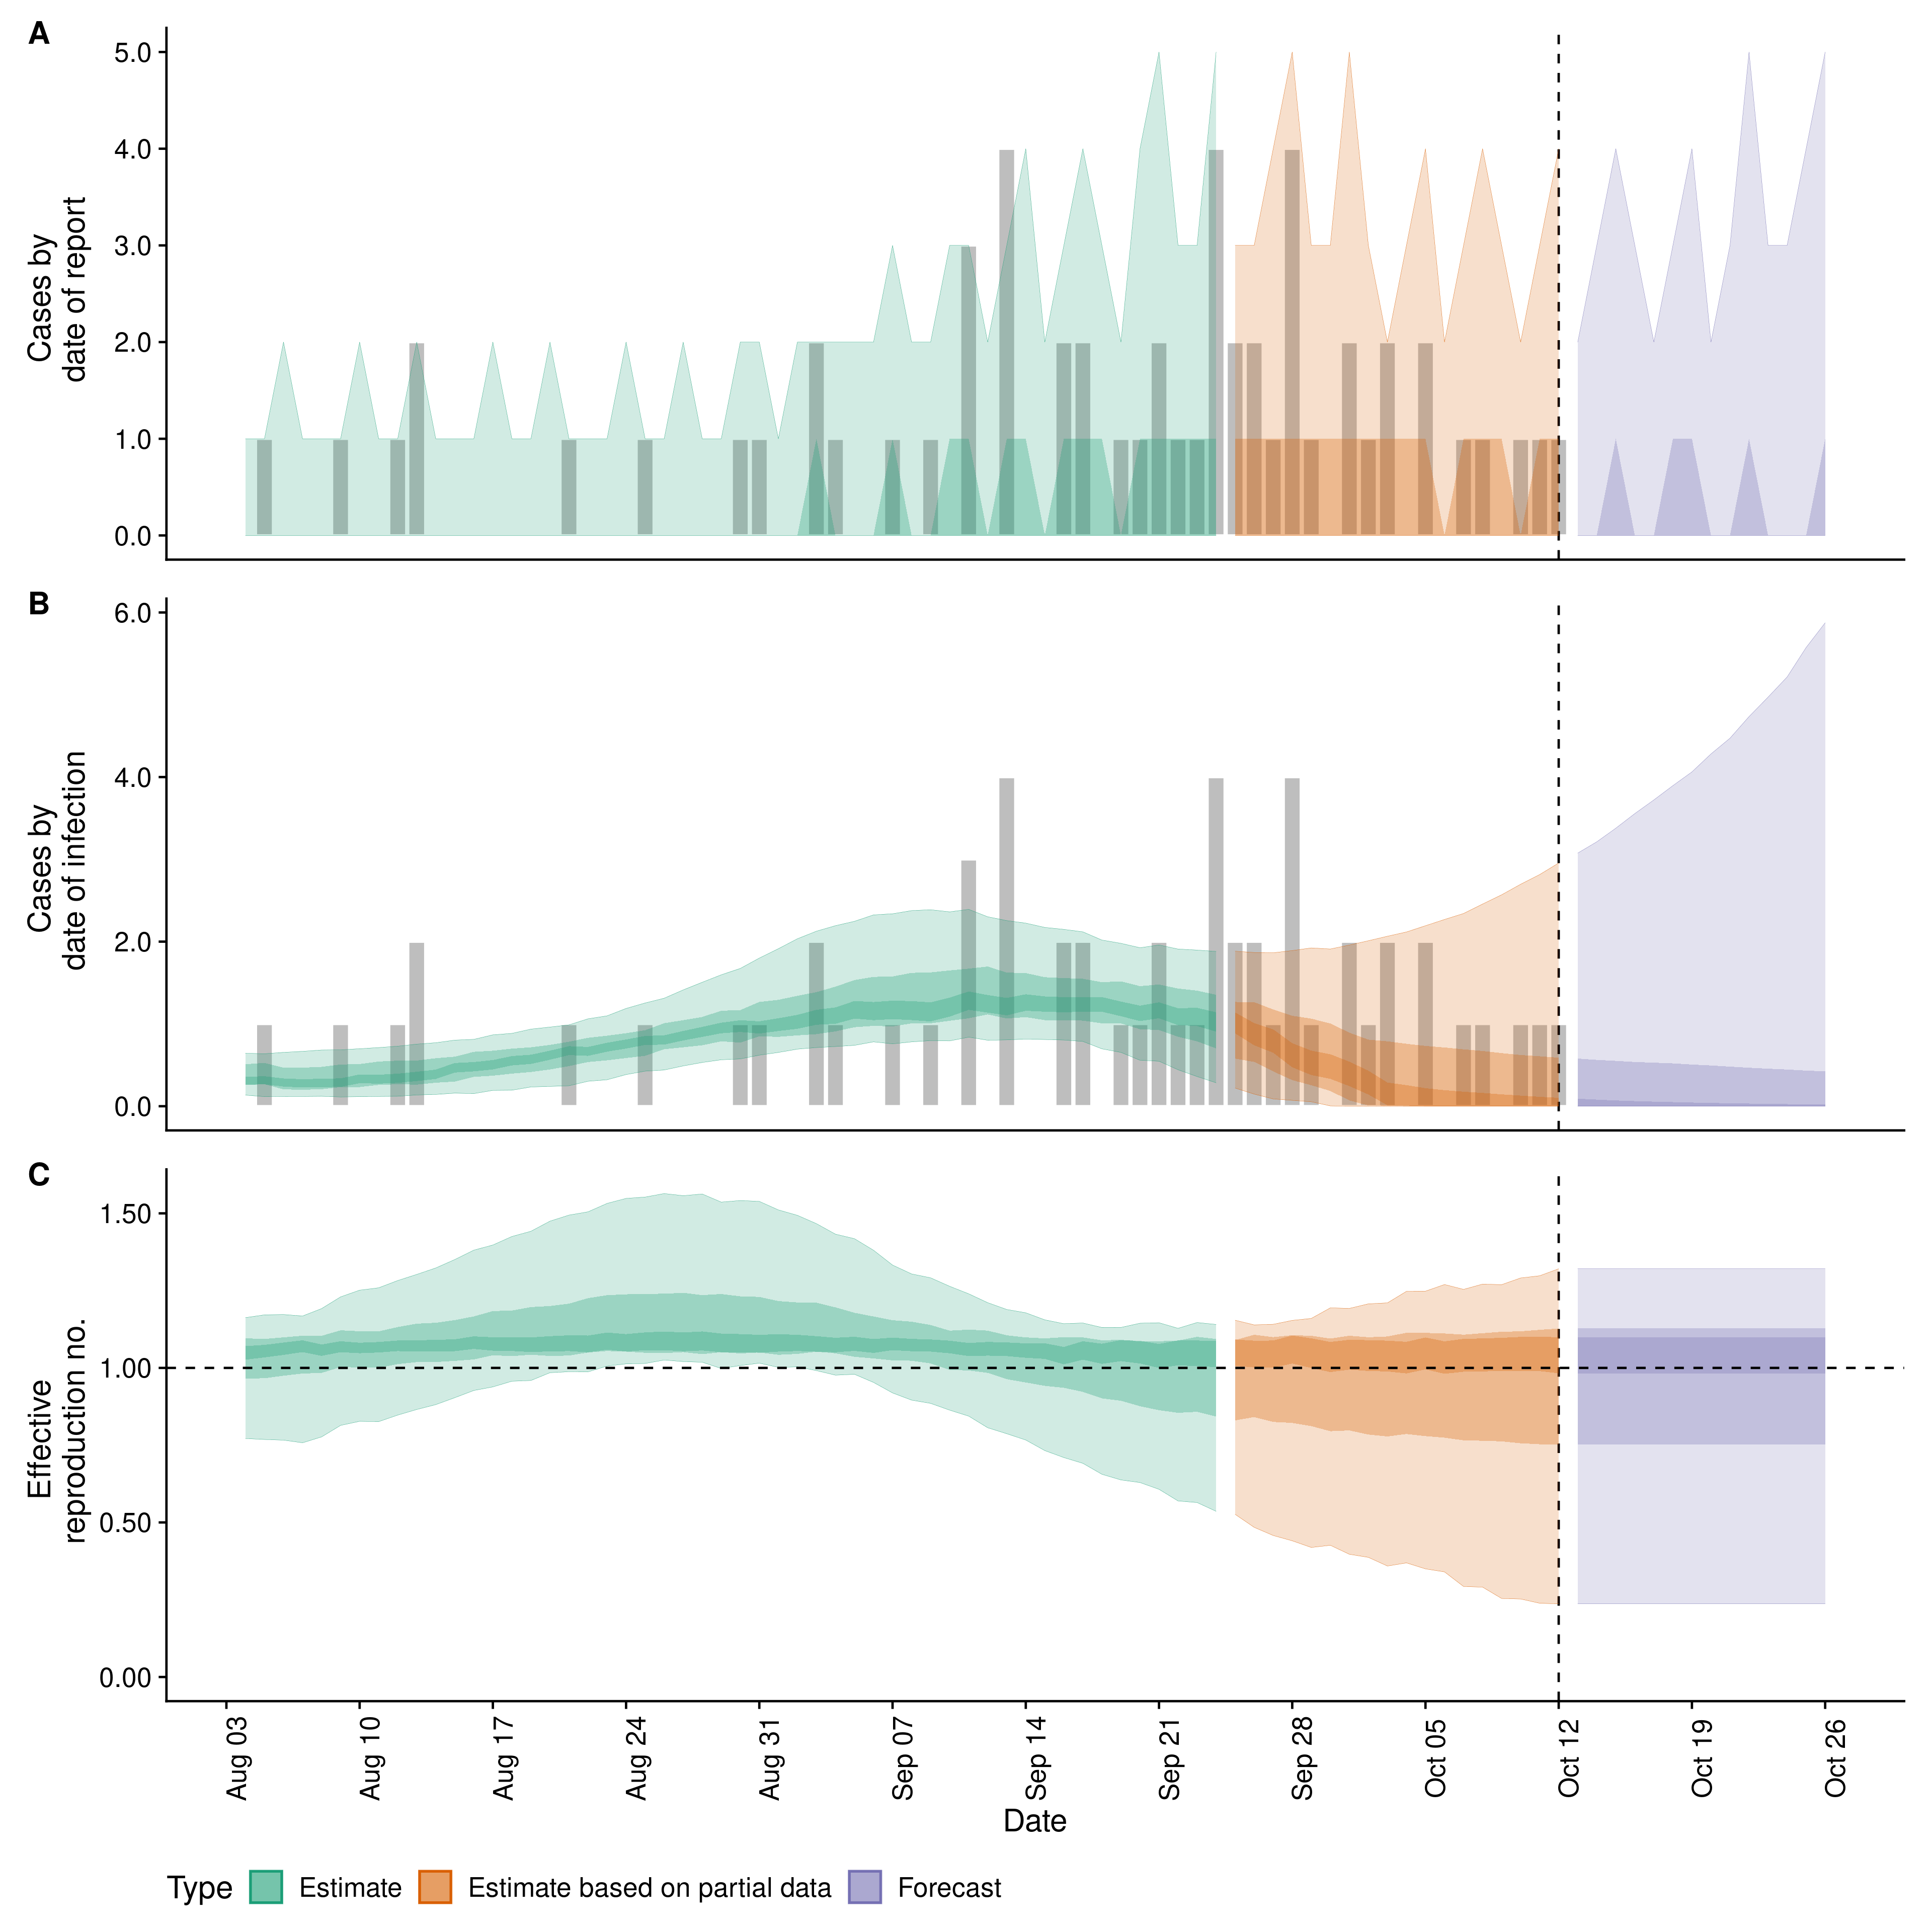 A
Cases by
date of report
5.0
4.0
3.0
2.0
1.0
0.0
B
Cases by
date of infection
6.0
4.0
2.0
0.0
C
Effective
reproduction no.
1.50
1.00
0.50
0.00
Aug 03
Aug 10
Aug 17
Aug 24
Aug 31
Sep 07
Sep 14
Sep 21
Sep 28
Oct 05
Oct 12
Oct 19
Oct 26
Date
Type Estimate Estimate based on partial data Forecast